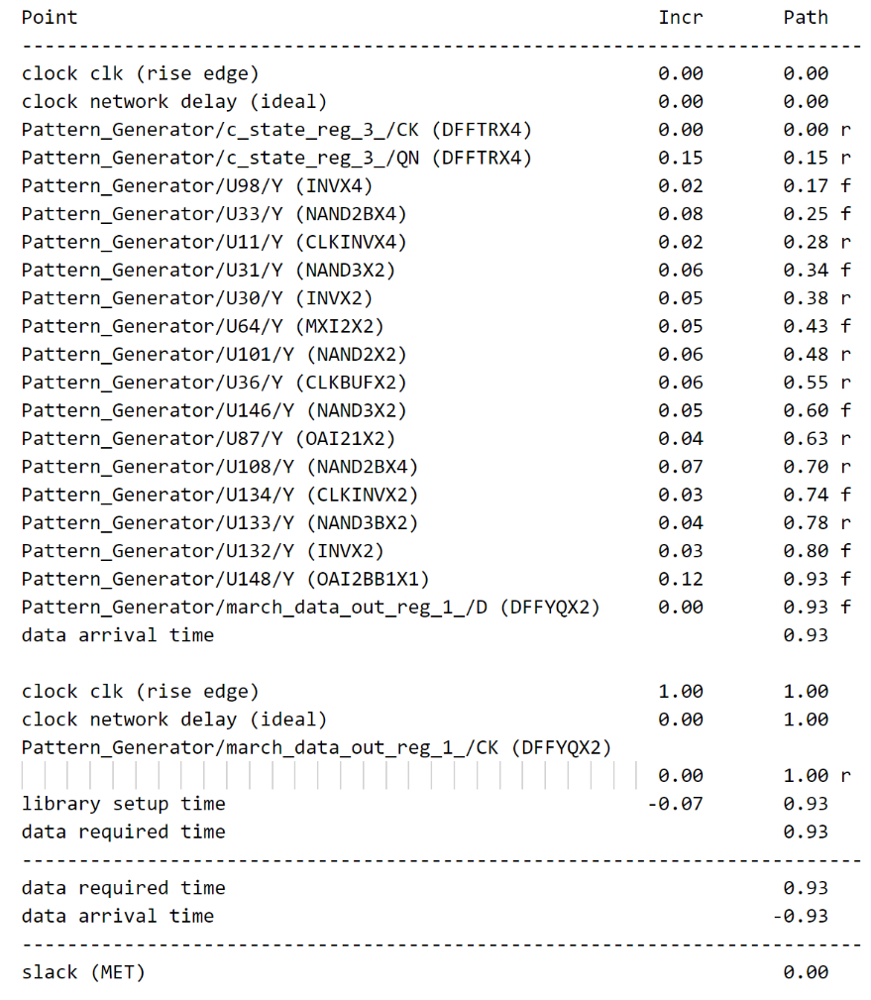 Point                                                   Incr       Path
--------------------------------------------------------------------------
clock clk (rise edge)                                   0.00       0.00
clock network delay (ideal)                             0.00       0.00
Pattern_Generator/c_state_reg_3_/CK (DFFTRX4)           0.00       0.00 r
Pattern_Generator/c_state_reg_3_/QN (DFFTRX4)           0.15       0.15 r
Pattern_Generator/U98/Y (INVX4)                         0.02       0.17 f
Pattern_Generator/U33/Y (NAND2BX4)                      0.08       0.25 f
Pattern_Generator/U11/Y (CLKINVX4)                      0.02       0.28 r
Pattern_Generator/U31/Y (NAND3X2)                       0.06       0.34 f
Pattern_Generator/U30/Y (INVX2)                         0.05       0.38 r
Pattern_Generator/U64/Y (MXI2X2)                        0.05       0.43 f
Pattern_Generator/U101/Y (NAND2X2)                      0.06       0.48 r
Pattern_Generator/U36/Y (CLKBUFX2)                      0.06       0.55 r
Pattern_Generator/U146/Y (NAND3X2)                      0.05       0.60 f
Pattern_Generator/U87/Y (OAI21X2)                       0.04       0.63 r
Pattern_Generator/U108/Y (NAND2BX4)                     0.07       0.70 r
Pattern_Generator/U134/Y (CLKINVX2)                     0.03       0.74 f
Pattern_Generator/U133/Y (NAND3BX2)                     0.04       0.78 r
Pattern_Generator/U132/Y (INVX2)                        0.03       0.80 f
Pattern_Generator/U148/Y (OAI2BB1X1)                    0.12       0.93 f
Pattern_Generator/march_data_out_reg_1_/D (DFFYQX2)     0.00       0.93 f
data arrival time                                                  0.93

clock clk (rise edge)                                   1.00       1.00
clock network delay (ideal)                             0.00       1.00
Pattern_Generator/march_data_out_reg_1_/CK (DFFYQX2)
                                                        0.00       1.00 r
library setup time                                     -0.07       0.93
data required time                                                 0.93
--------------------------------------------------------------------------
data required time                                                 0.93
data arrival time                                                 -0.93
--------------------------------------------------------------------------
slack (MET)                                                        0.00